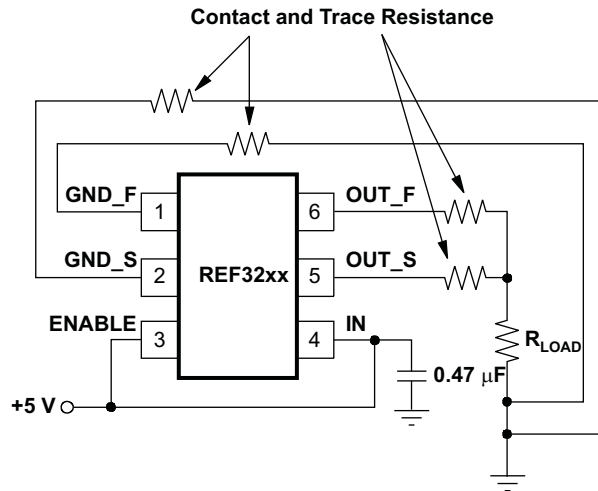 Contact and Trace Resistance
GND_F
1
6
OUT_F
GND_S
2
REF32xx
5
OUT_S
ENABLE
3
4
IN
R_LOAD
0.47 μF
+5 V